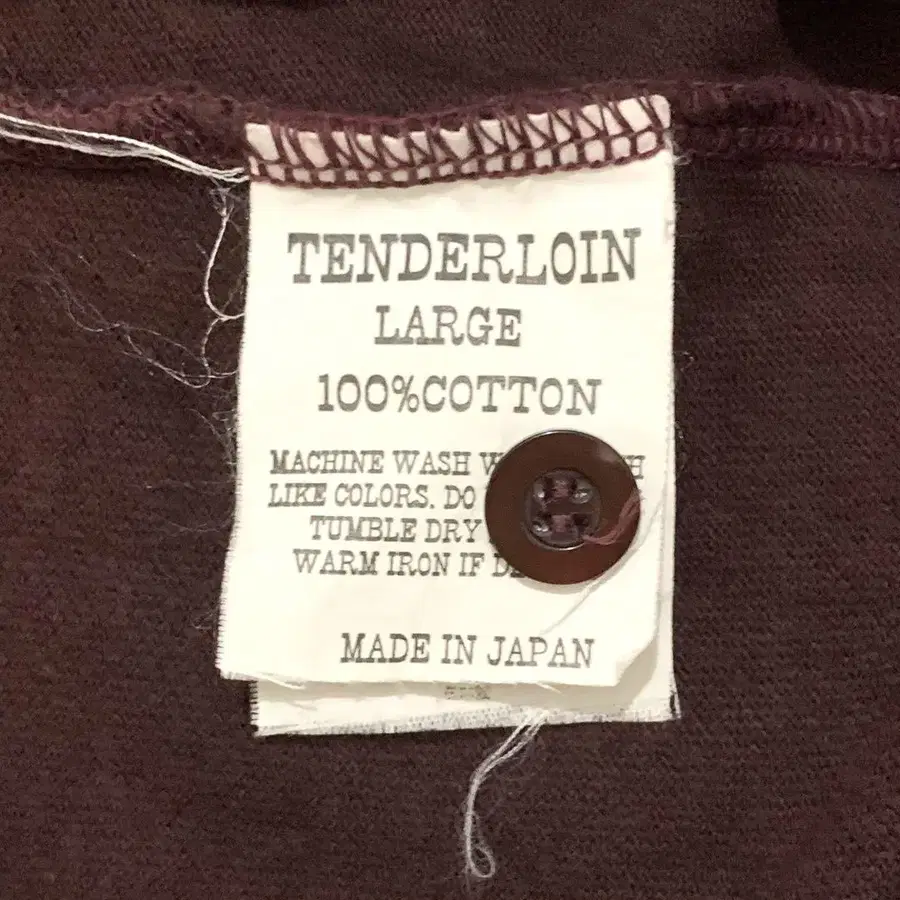 TENDERLOIN
LARGE
100%COTTON
MACHINE WASH
LIKE COLORS. DO
TUMBLE DRY
WARM IRON IF
MADE IN JAPAN